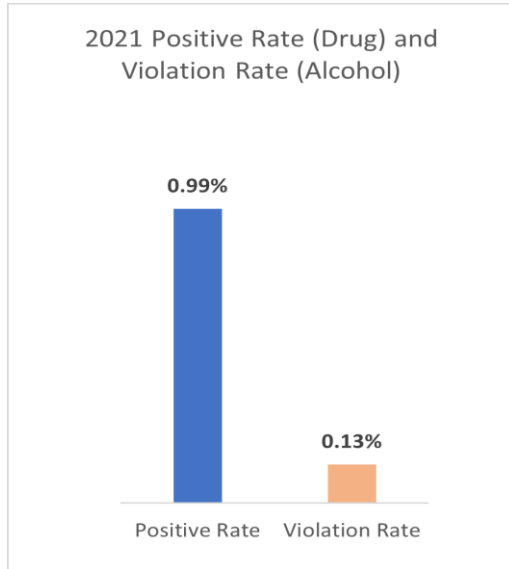 2021 Positive Rate (Drug) and
Violation Rate (Alcohol)
0.99%
0.13%
Positive Rate
Violation Rate